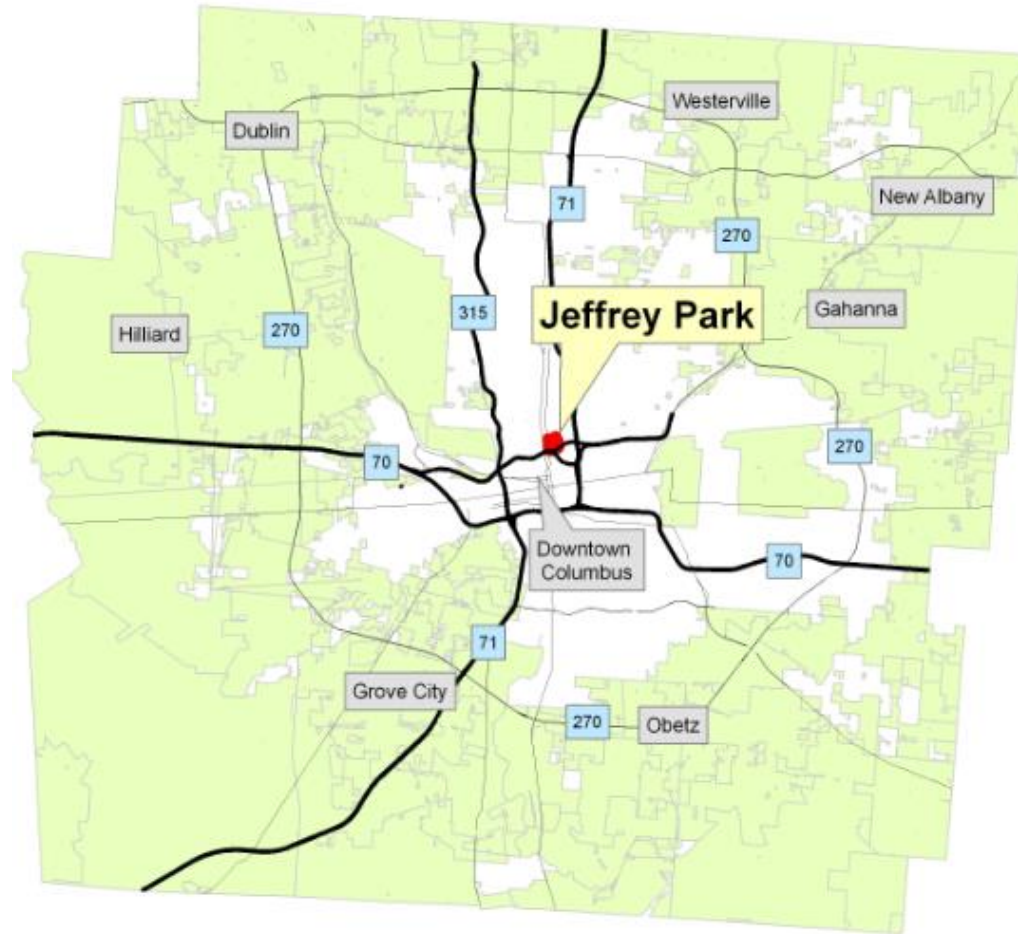 Westerville
Dublin
New Albany
71
270
315
Jeffrey Park
Gahanna
Hilliard
270
70
270
Downtown
Columbus
70
71
Grove City
270
Obetz